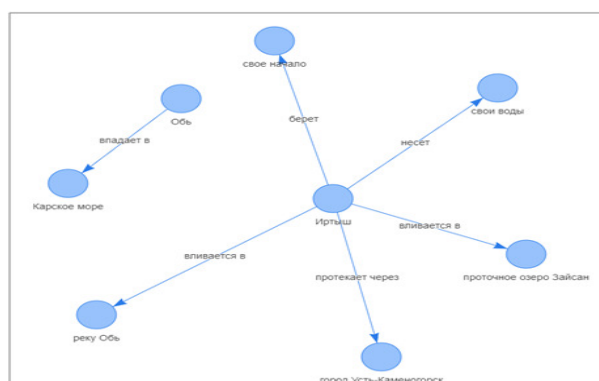 свое начало
свои воды
Обь
берет
впадает в
несет
Карское море
Иртыш
вливается в
вливается в
протекает через
проточное озеро Зайсан
реку Обь
город Усть-Каменогорск